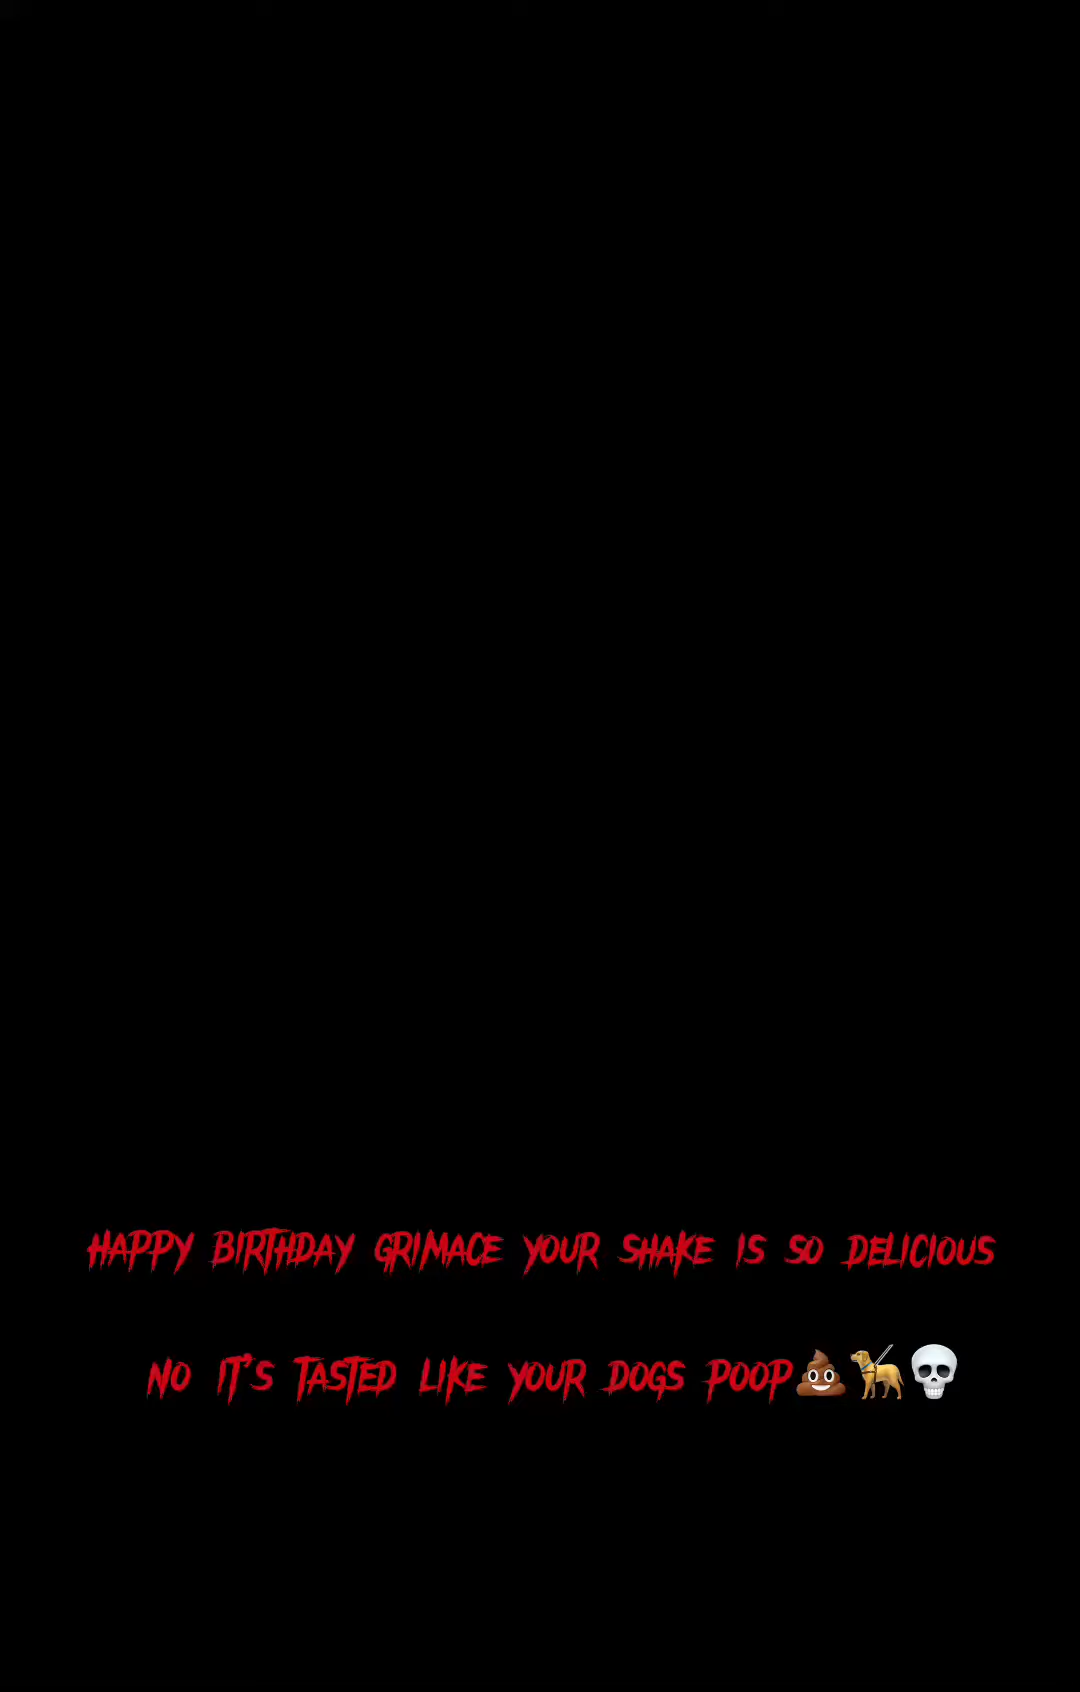 HAPPY BIRTHDAY GRIMACE YOUR SHAKE IS SO DELICIOUS
NO IT'S TASTED LIKE YOUR DOGS POOP💩🦮💀